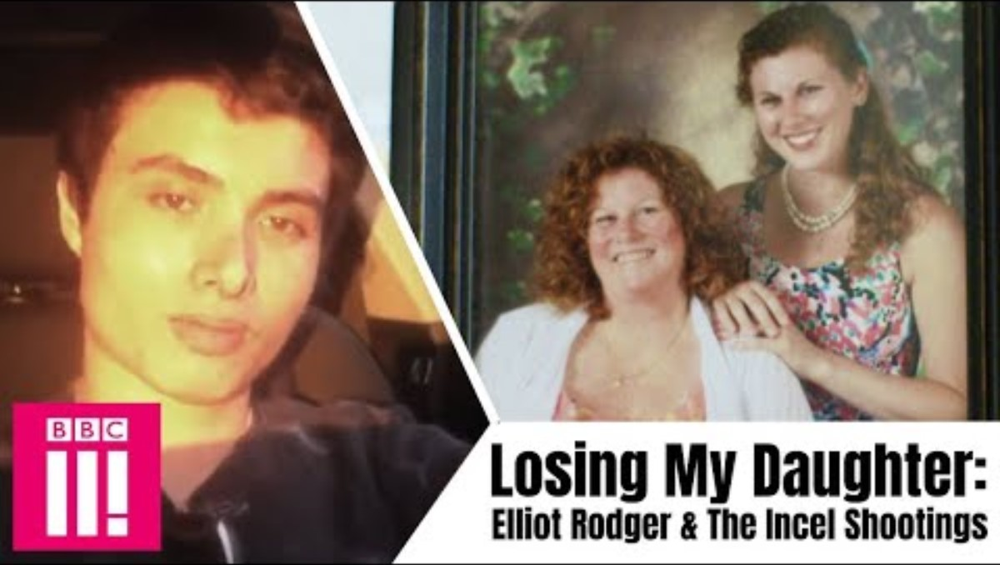 BBC
III!
Losing My Daughter:
Elliot Rodger & The Incel Shootings